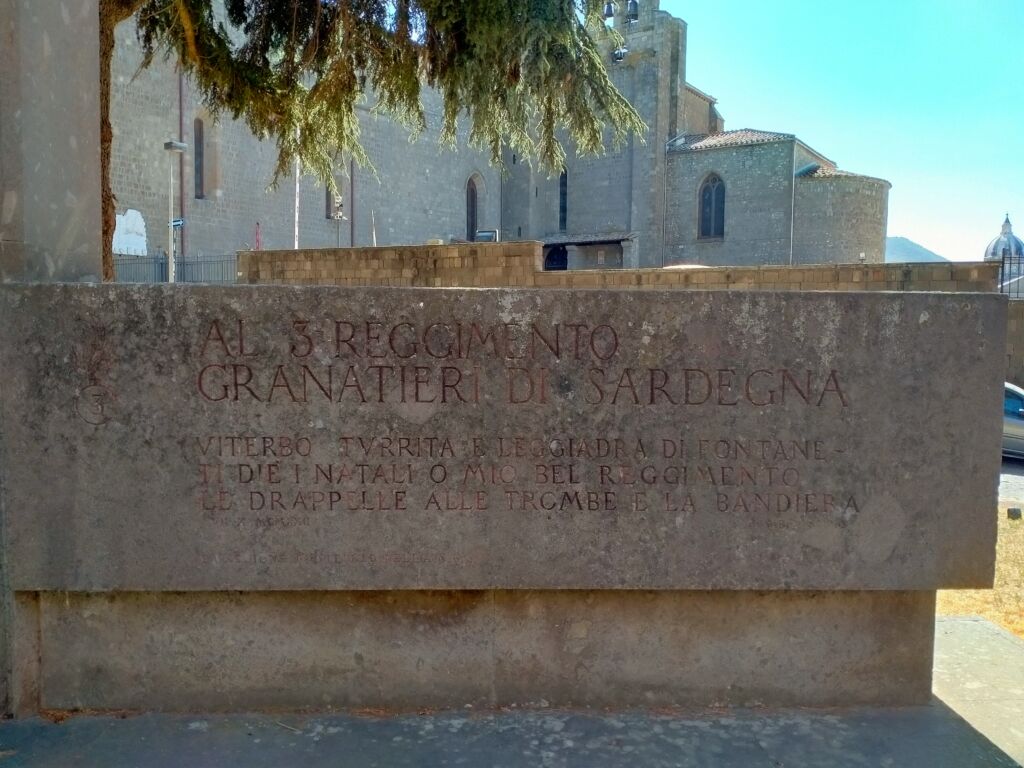 AL 3 REGGIMENTO
GRANATIERI DI SARDEGNA
3
VITERBO TVRRITA E LEGGIADRA DI FONTANE-
TI DIE I NATALI O MIO BEL REGGIMENTO
LE DRAPPELLE ALLE TROMBE E LA BANDIERA